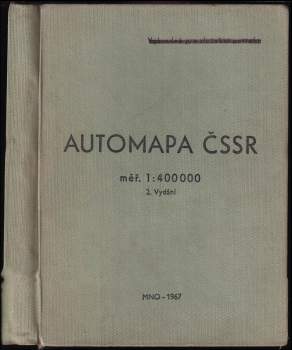 AUTOMAPA ČSSR
měř. 1:400000
2. Vydání
MNO - 1967